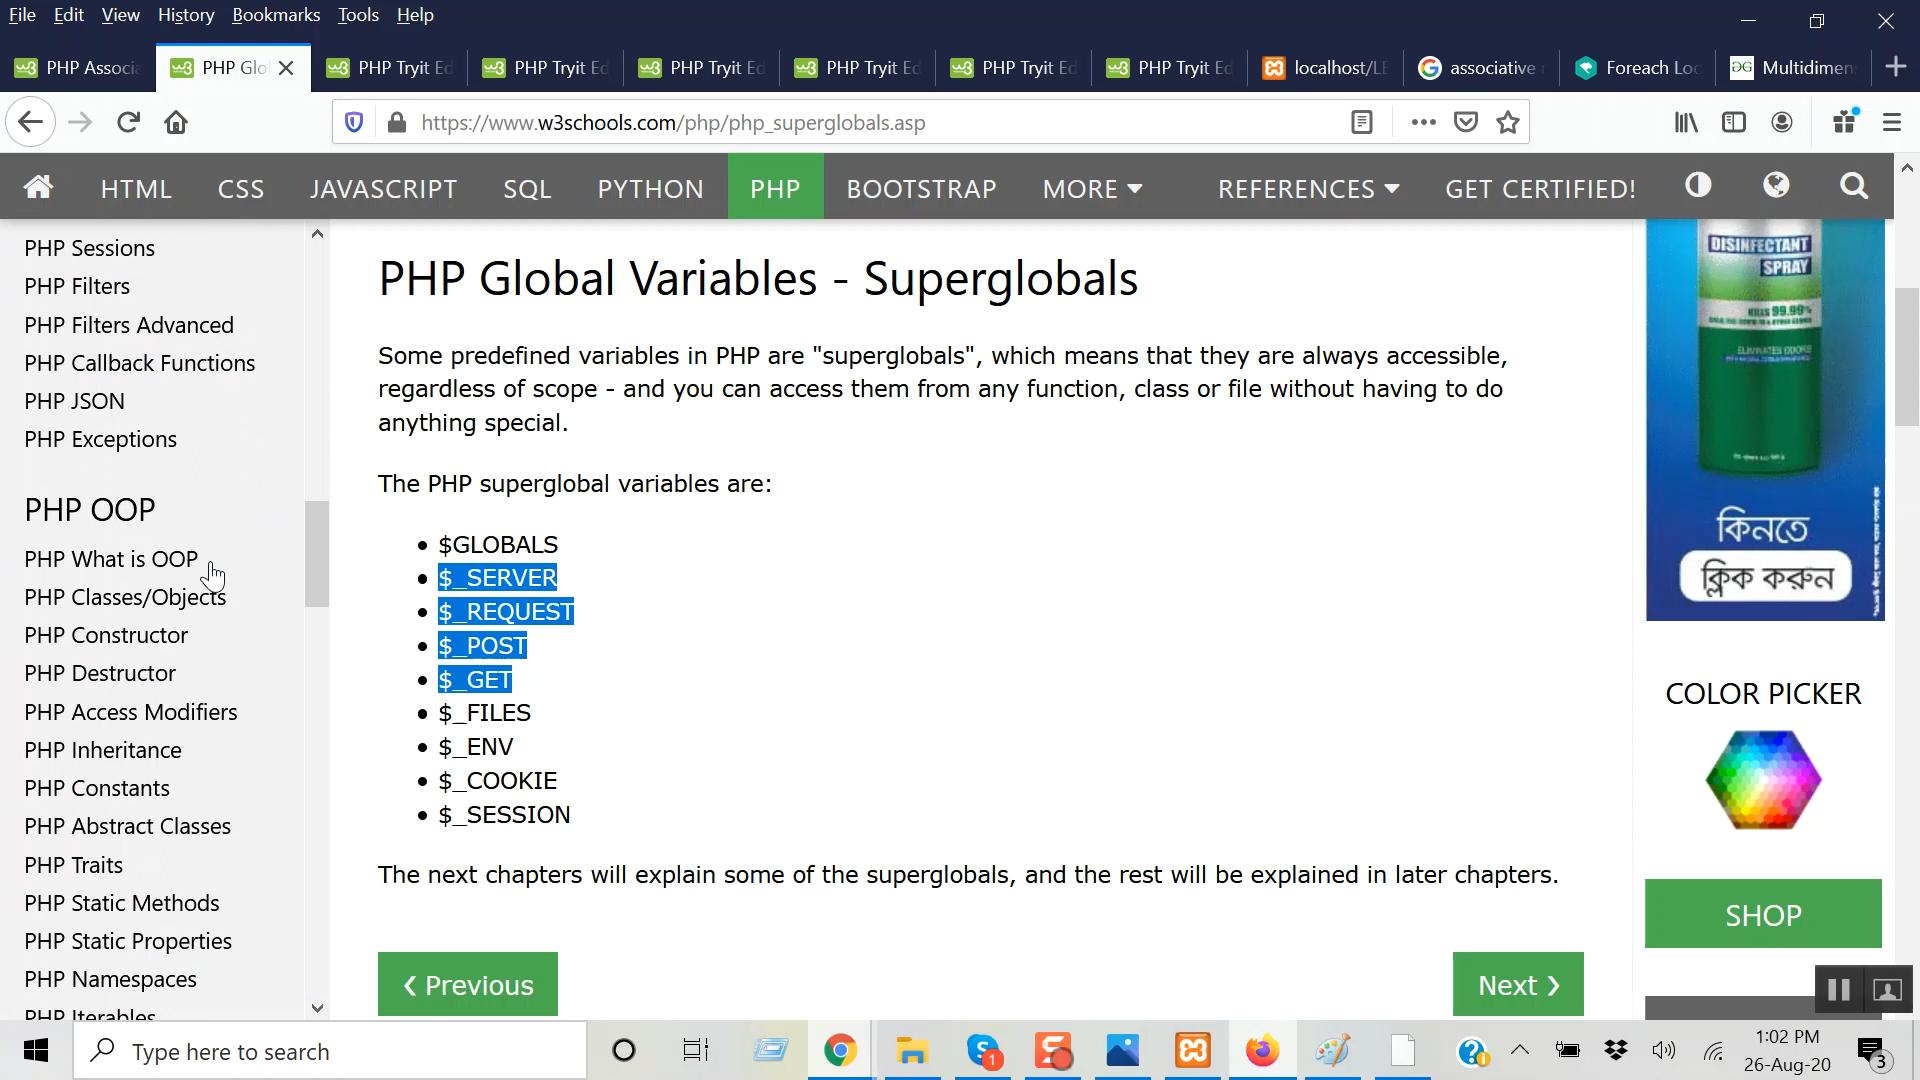 File Edit View History Bookmarks Tools Help
PHP Associa
PHP Glo
PHP Tryit Ed
PHP Tryit Ed
PHP Tryit Ed
PHP Tryit Ed
PHP Tryit Ed
PHP Tryit Ed
localhost/LE
associative
Foreach Loo
Multidimen
https://www.w3schools.com/php/php_superglobals.asp
HTML CSS JAVASCRIPT SQL PYTHON PHP BOOTSTRAP MORE REFERENCES GET CERTIFIED!
PHP Sessions
PHP Filters
PHP Filters Advanced
PHP Callback Functions
PHP JSON
PHP Exceptions
PHP OOP
PHP What is OOP
PHP Classes/Objects
PHP Constructor
PHP Destructor
PHP Access Modifiers
PHP Inheritance
PHP Constants
PHP Abstract Classes
PHP Traits
PHP Static Methods
PHP Static Properties
PHP Namespaces
PHP Iterables
PHP Global Variables - Superglobals
Some predefined variables in PHP are "superglobals", which means that they are always accessible,
regardless of scope - and you can access them from any function, class or file without having to do
anything special.
The PHP superglobal variables are:
• $GLOBALS
• $_SERVER
• $_REQUEST
• $_POST
• $_GET
• $_FILES
• $_ENV
• $_COOKIE
• $_SESSION
The next chapters will explain some of the superglobals, and the rest will be explained in later chapters.
❮ Previous
Next ❯
DISINFECTANT
SPRAY
KILLS 99.99%
ELIMINATES ODORS
কিনতে
ক্লিক করুন
COLOR PICKER
SHOP
Type here to search
1
1:02 PM
26-Aug-20
3